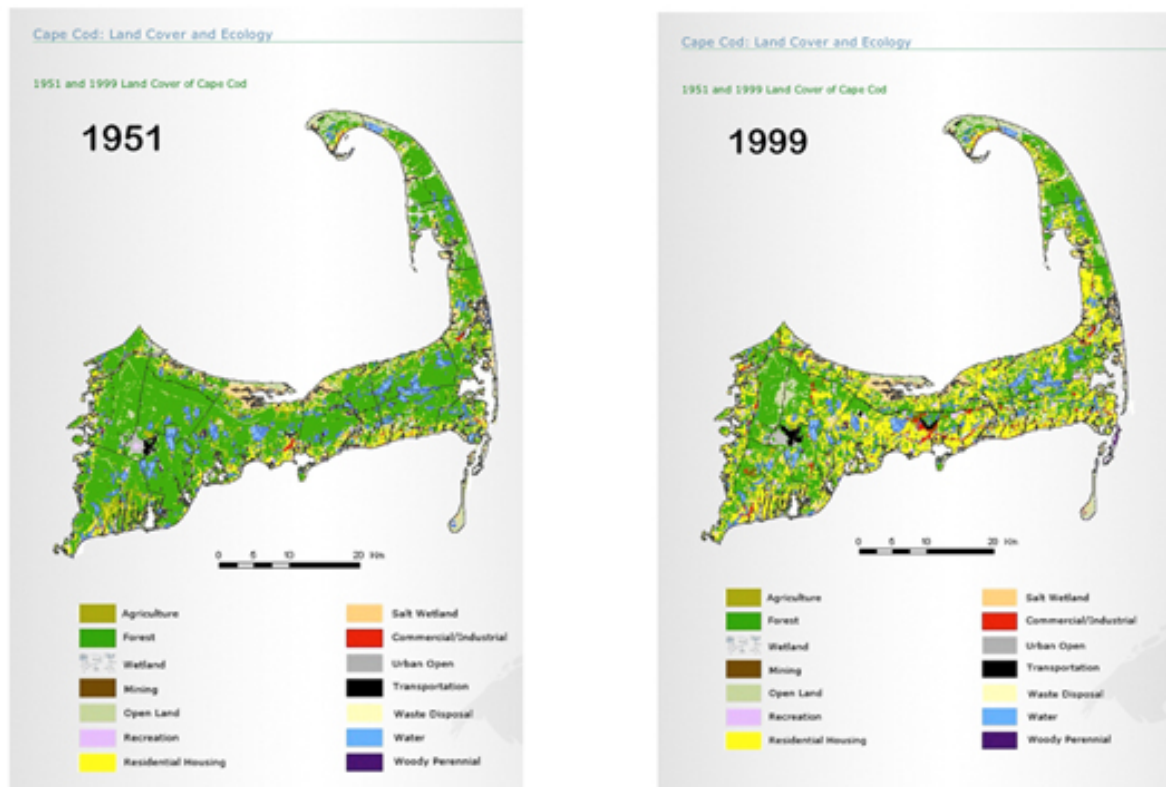 Cape Cod: Land Cover and Ecology
1951 and 1999 Land Cover of Cape Cod
1951
0 5 10 20 Km
Agriculture
Forest
Wetland
Mining
Open Land
Recreation
Residential Housing
Salt Wetland
Commercial/Industrial
Urban Open
Transportation
Waste Disposal
Water
Woody Perennial
Cape Cod: Land Cover and Ecology
1951 and 1999 Land Cover of Cape Cod
1999
0 5 10 20 Km
Agriculture
Forest
Wetland
Mining
Open Land
Recreation
Residential Housing
Salt Wetland
Commercial/Industrial
Urban Open
Transportation
Waste Disposal
Water
Woody Perennial